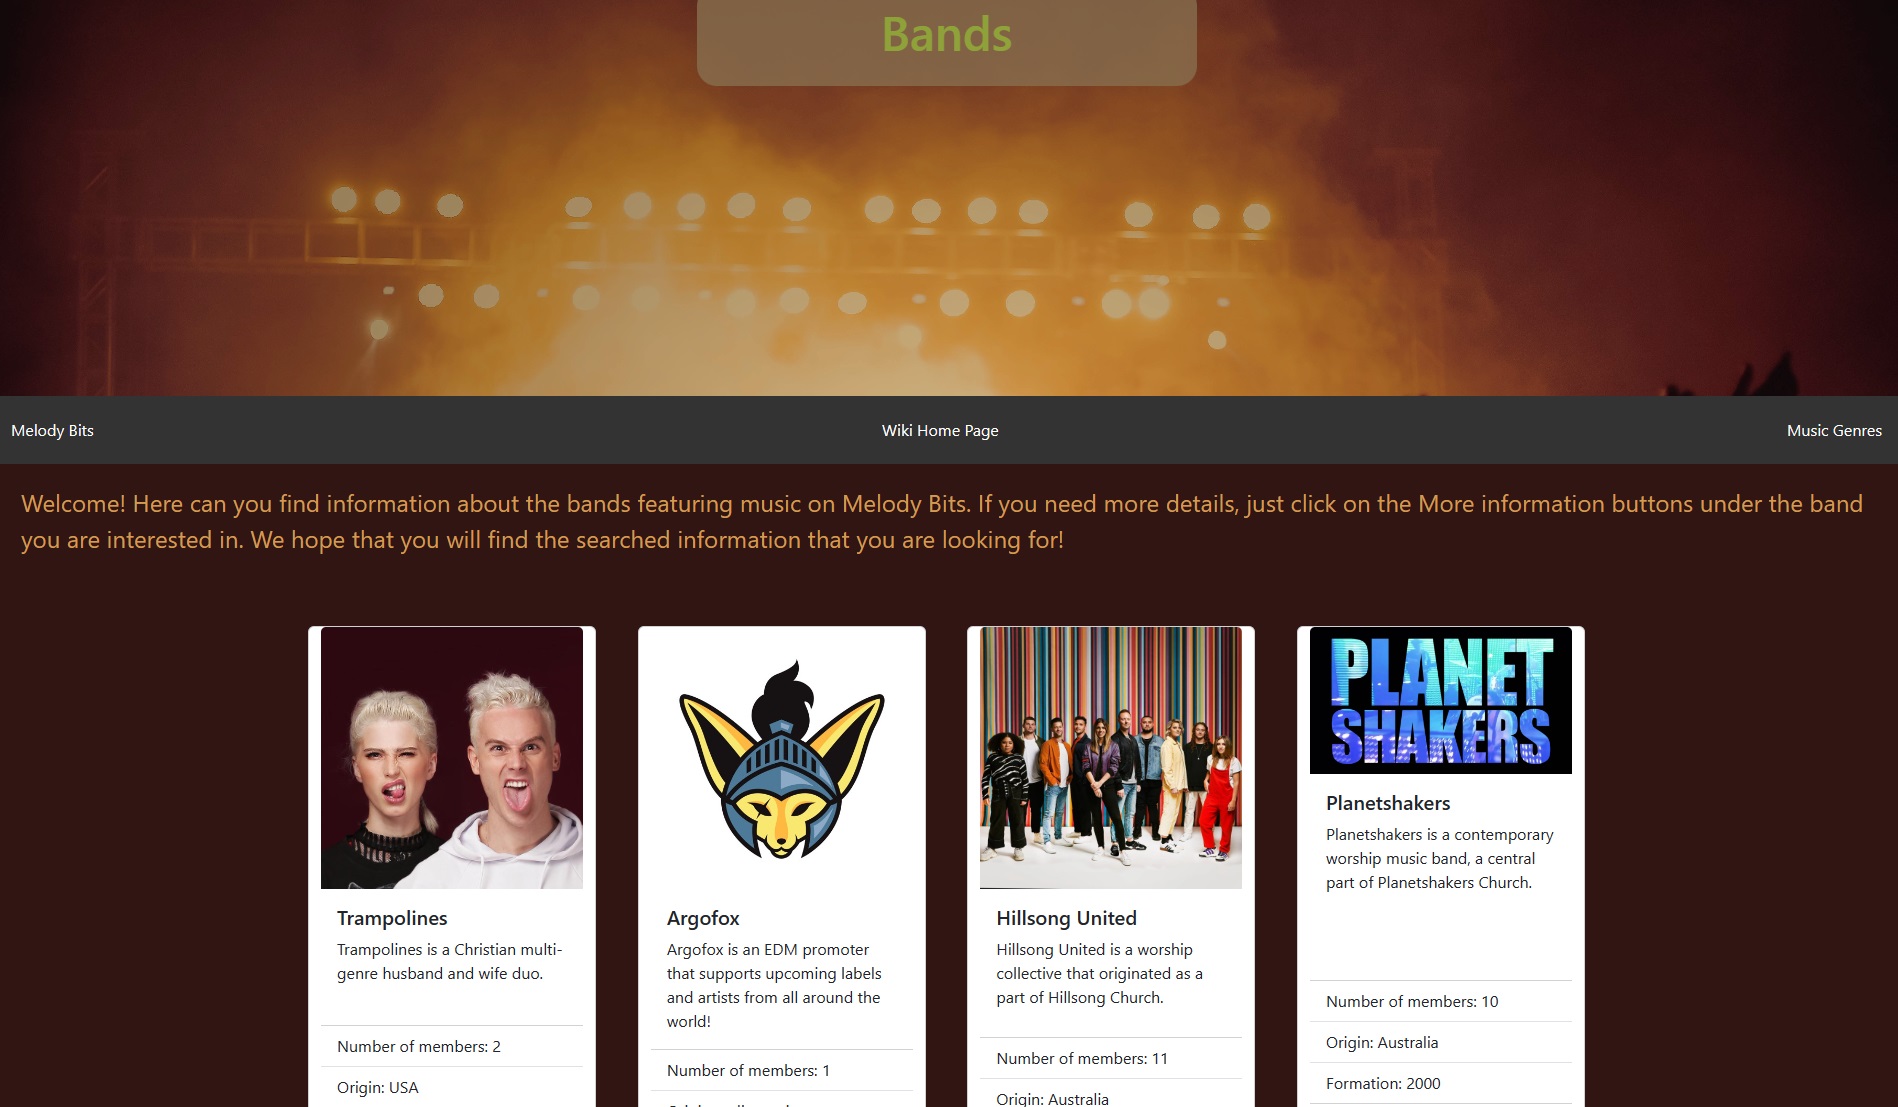 Bands
Melody Bits
Wiki Home Page
Music Genres
Welcome! Here can you find information about the bands featuring music on Melody Bits. If you need more details, just click on the More information buttons under the band
you are interested in. We hope that you will find the searched information that you are looking for!
Trampolines
Trampolines is a Christian multi-
genre husband and wife duo.
Number of members: 2
Origin: USA
Argofox
Argofox is an EDM promoter
that supports upcoming labels
and artists from all around the
world!
Number of members: 1
Hillsong United
Hillsong United is a worship
collective that originated as a
part of Hillsong Church.
Number of members: 11
Origin: Australia
PLANET
SHAKERS
Planetshakers
Planetshakers is a contemporary
worship music band, a central
part of Planetshakers Church.
Number of members: 10
Origin: Australia
Formation: 2000